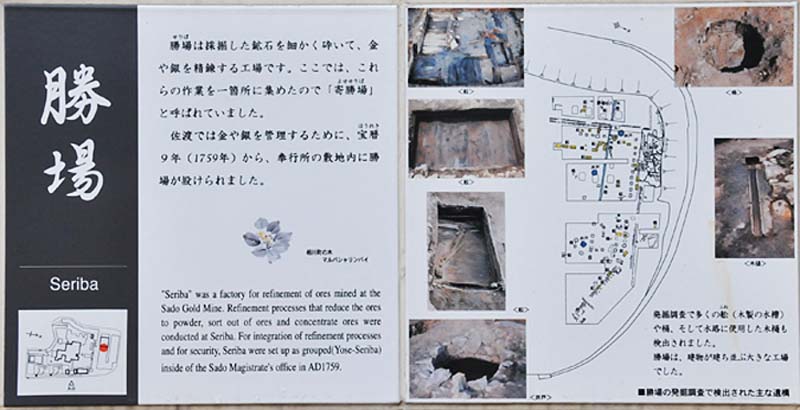 勝場
Seriba
勝場は採掘した鉱石を細かく砕いて、金
や銀を精錬する工場です。ここでは、これ
らの作業を一箇所に集めたので「寄勝場」
と呼ばれていました。
佐渡では金や銀を管理するために、宝暦
9年（1759年）から、奉行所の敷地内に勝
場が設けられました。
相川町の木
マルバシャリンバイ
"Seriba" was a factory for refinement of ores mined at the
Sado Gold Mine. Refinement processes that reduce the ores
to powder, sort out of ores and concentrate ores were
conducted at Seriba. For integration of refinement processes
and for security, Seriba were set up as grouped(Yose-Seriba)
inside of the Sado Magistrate's office in AD1759.
発掘調査で多くの舩（木製の水槽）
や桶、そして水路に使用した木樋も
検出されました。
勝場は、建物が建ち並ぶ大きな工場
でした。
■勝場の発掘調査で検出された主な遺構